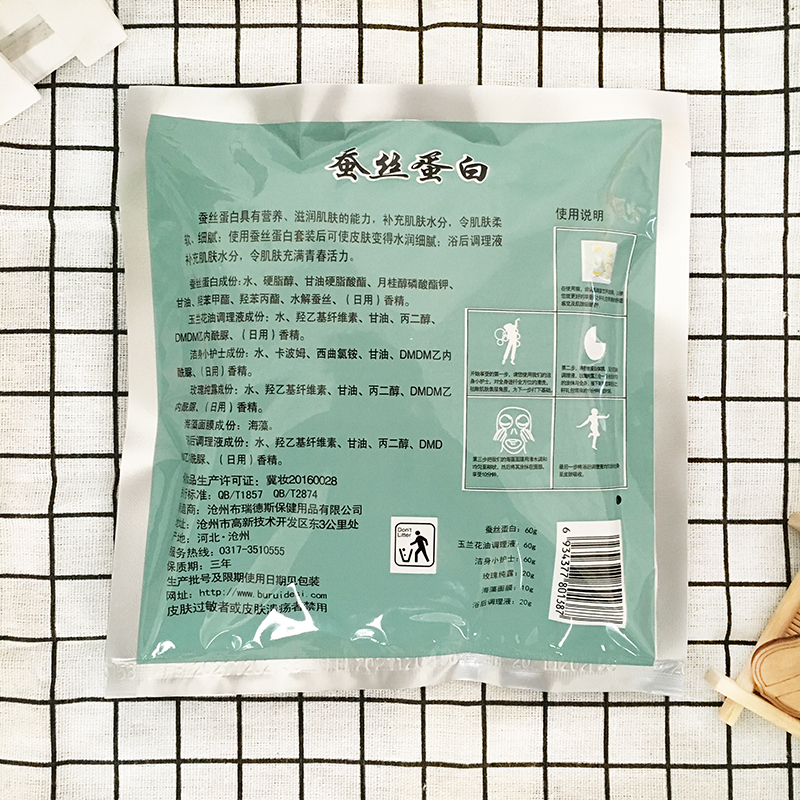 蚕丝蛋白
蚕丝蛋白具有营养、滋润肌肤的能力，补充肌肤水分，令肌肤柔
软、细腻；使用蚕丝蛋白套装后可使皮肤变得水润细腻；浴后调理液
补充肌肤水分，令肌肤充满青春活力。
蚕丝蛋白成份：水、硬脂醇、甘油硬脂酸酯、月桂醇磷酸酯钾、
甘油、羟苯甲酯、羟苯丙酯、水解蚕丝、（日用）香精。
玉兰花油调理液成份：水、羟乙基纤维素、甘油、丙二醇、
DMDM乙内酰脲、（日用）香精。
洁身小护士成份：水、卡波姆、西曲氯铵、甘油、DMDM乙内
酰脲、（日用）香精。
玫瑰纯露成份：水、羟乙基纤维素、甘油、丙二醇、DMDM乙
内酰脲、（日用）香精。
海藻面膜成份：海藻。
浴后调理液成份：水、羟乙基纤维素、甘油、丙二醇、DMD
乙内酰脲、（日用）香精。
品生产许可证：冀妆20160028
标准：QB/T1857 QB/T2874
造商：沧州布瑞德斯保健用品有限公司
址：沧州市高新技术开发区东3公里处
产地：河北·沧州
服务热线：0317-3510555
保质期：三年
生产批号及限期使用日期见包装
网址：http://www.buruidesi.com
皮肤过敏者或皮肤溃疡者禁用
使用说明
Don't
Litter
蚕丝蛋白：60g
玉兰花油调理液：60g
洁身小护士：60g
玫瑰纯露：20g
海藻面膜：10g
浴后调理液：20g
6 934377 801587